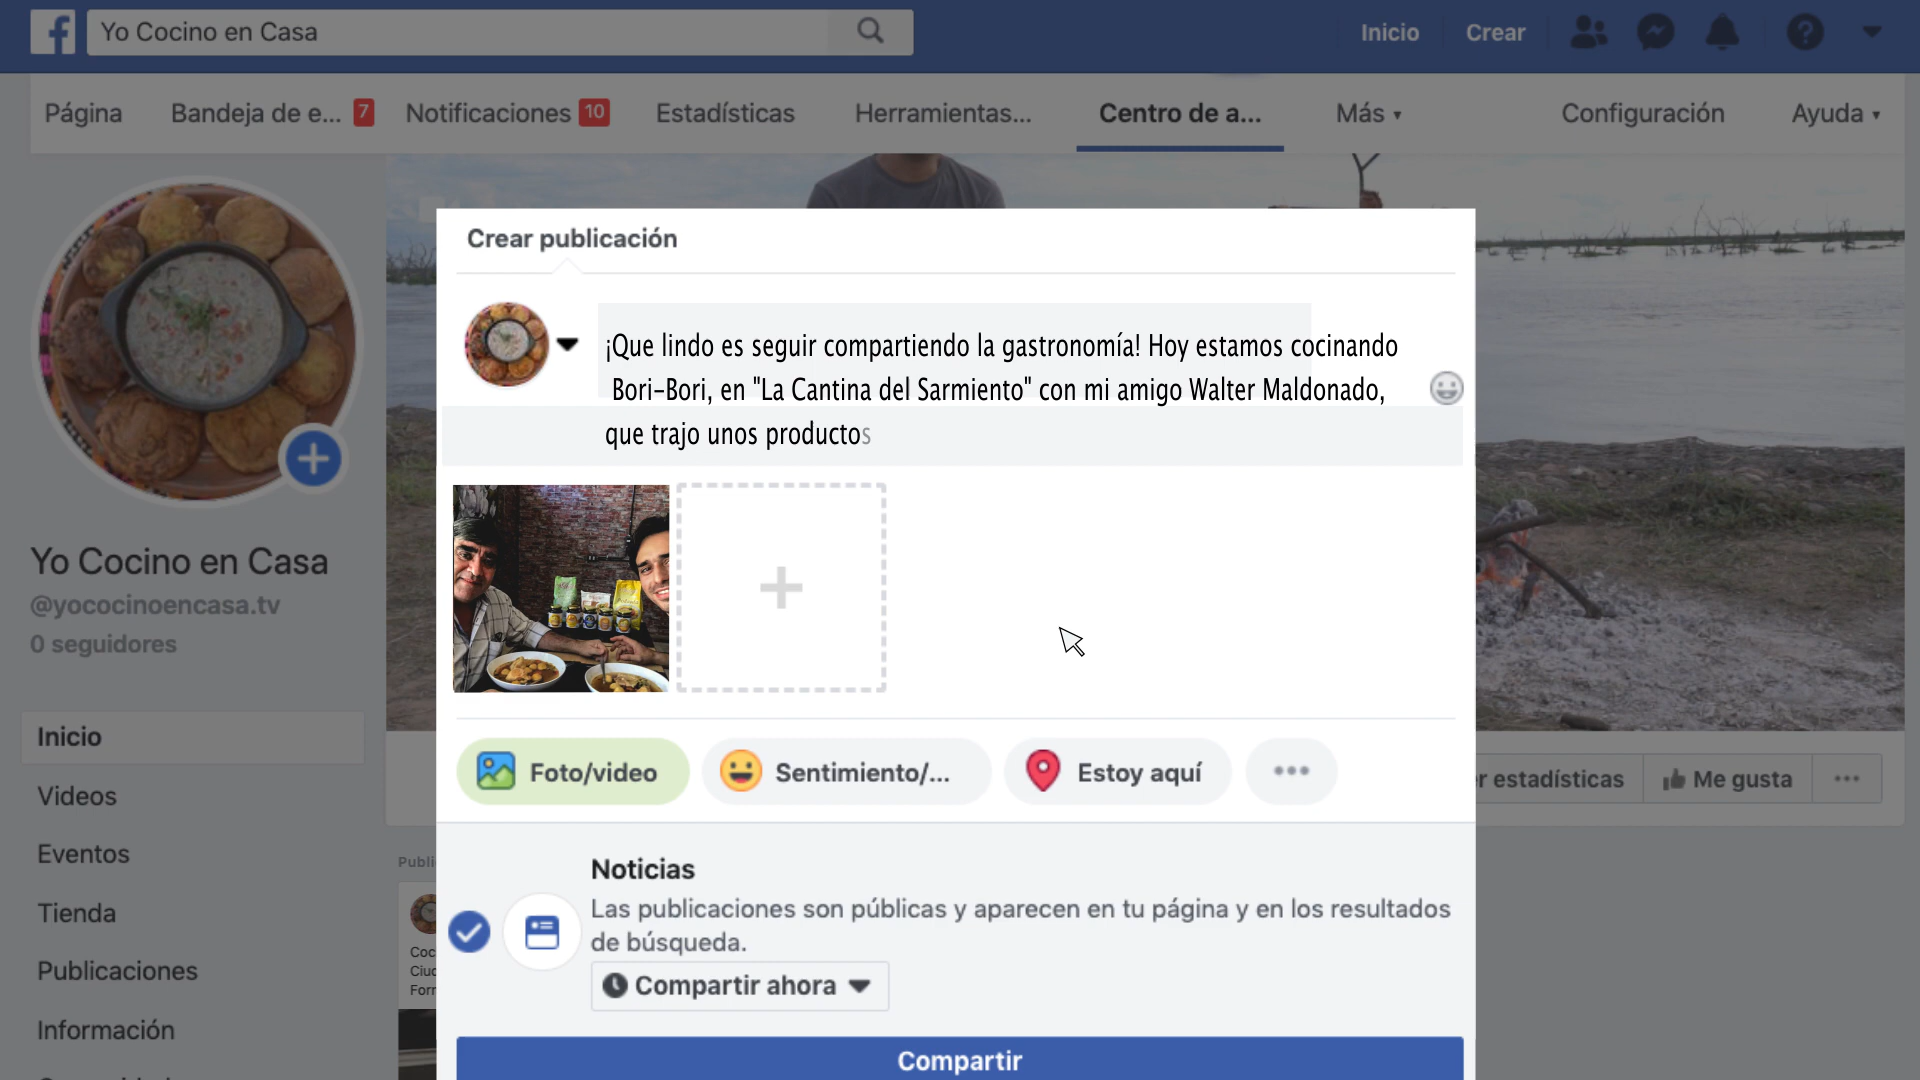 Yo Cocino en Casa
Inicio
Crear
Página
Bandeja de e... 7
Notificaciones 10
Estadísticas
Herramientas...
Centro de a...
Más
Configuración
Ayuda
Crear publicación
¡Que lindo es seguir compartiendo la gastronomía! Hoy estamos cocinando
Bori-Bori, en "La Cantina del Sarmiento" con mi amigo Walter Maldonado,
que trajo unos productos
Yo Cocino en Casa
@yococinoencasa.tv
0 seguidores
Inicio
Videos
Eventos
Tienda
Publicaciones
Información
Foto/video
Sentimiento/...
Estoy aquí
estadísticas
Me gusta
Publi
Coc
Ciud
Forn
Noticias
Las publicaciones son públicas y aparecen en tu página y en los resultados
de búsqueda.
Compartir ahora
Compartir